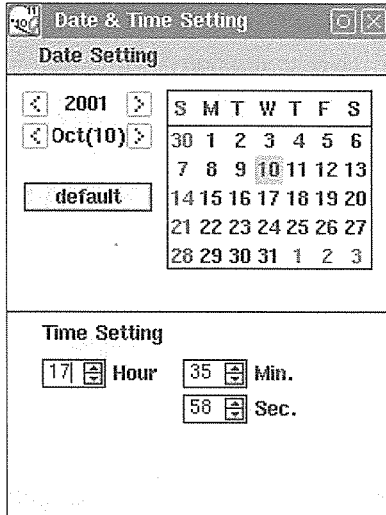 Date & Time Setting
Date Setting
< 2001 >
< Oct(10) >
default
S M T W T F S
30 1 2 3 4 5 6
7 8 9 10 11 12 13
14 15 16 17 18 19 20
21 22 23 24 25 26 27
28 29 30 31 1 2 3
Time Setting
17 Hour 35 Min.
58 Sec.